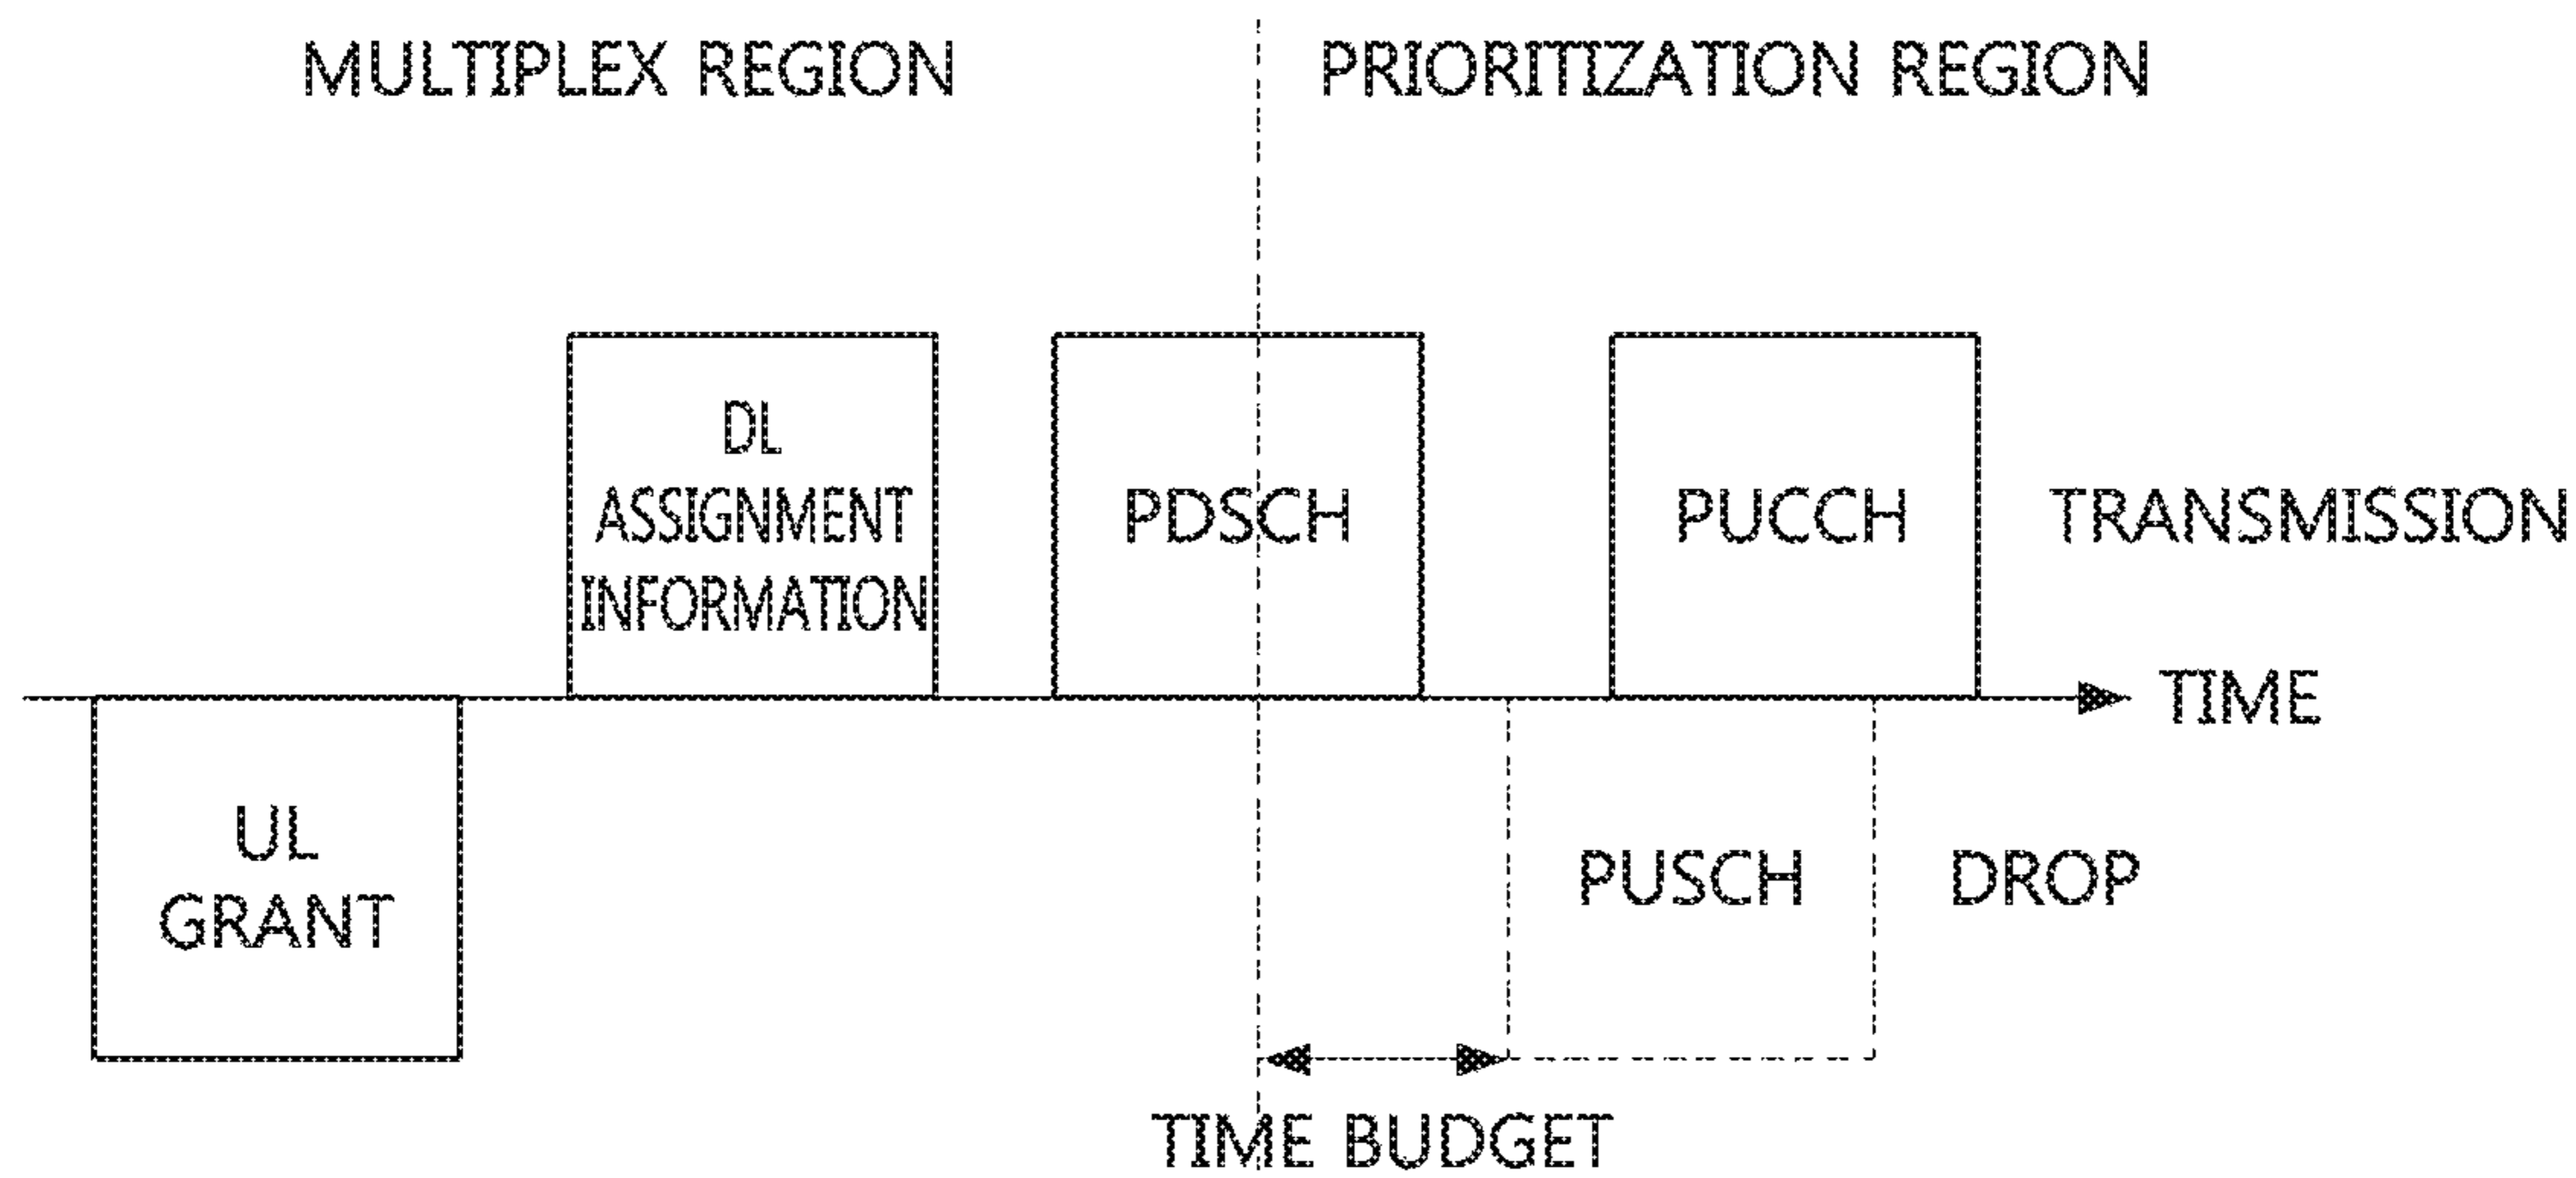 MULTIPLEX REGION
PRIORITIZATION REGION
DL
ASSIGNMENT
INFORMATION
PDSCH
PUCCH
TRANSMISSION
TIME
UL
GRANT
PUSCH
DROP
TIME BUDGET